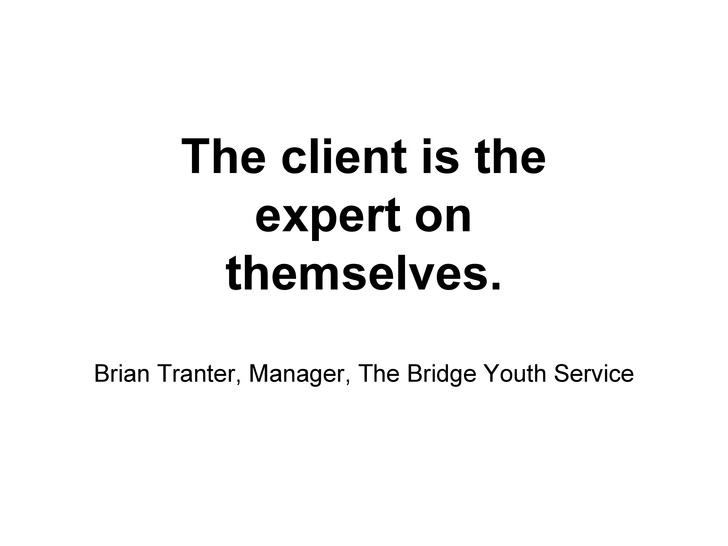 The client is the
expert on
themselves.
Brian Tranter, Manager, The Bridge Youth Service